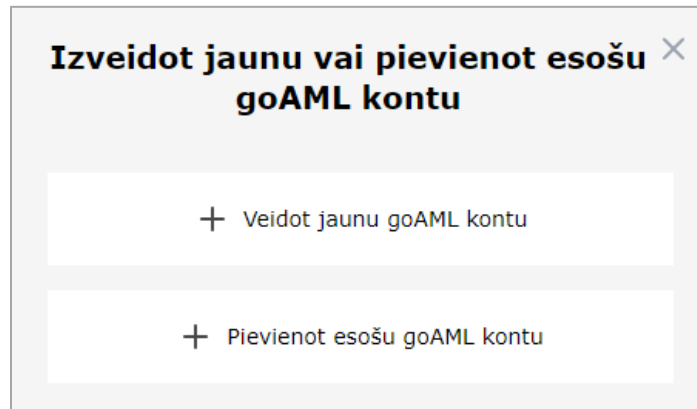 Izveidot jaunu vai pievienot esošu
goAML kontu
Veidot jaunu goAML kontu
Pievienot esošu goAML kontu